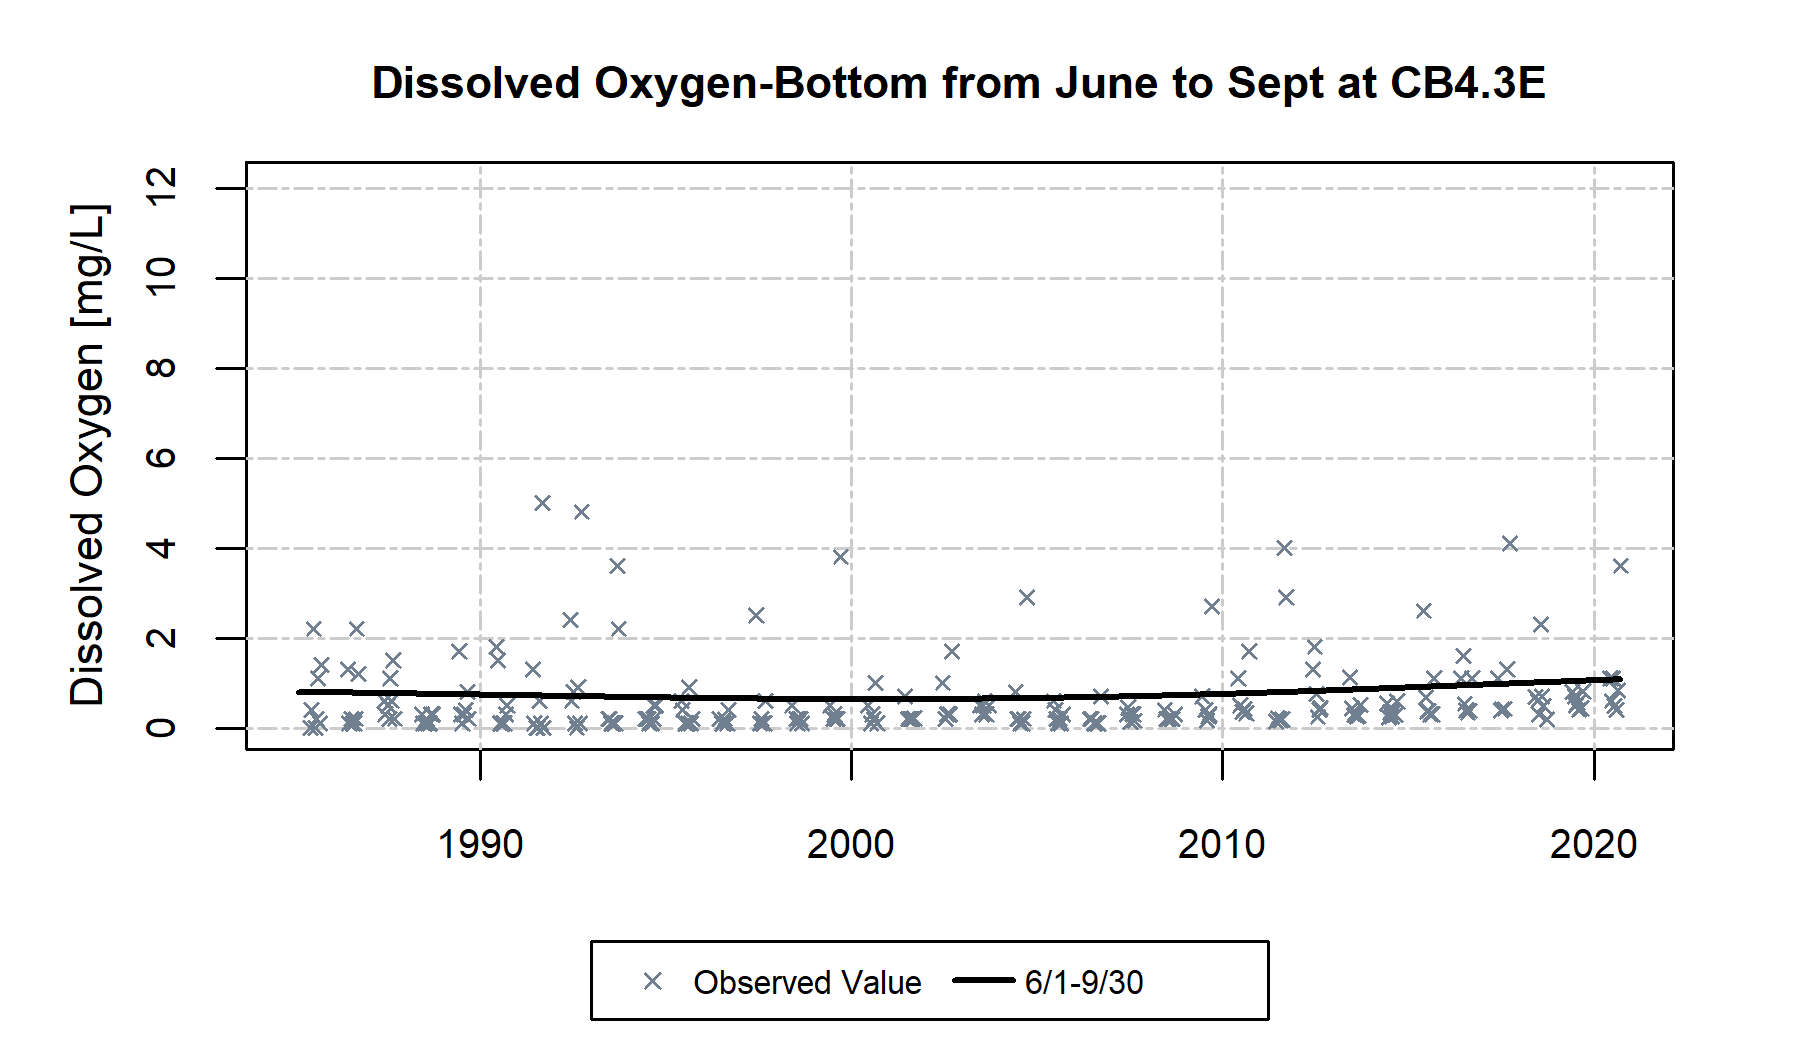 Dissolved Oxygen-Bottom from June to Sept at CB4.3E
Dissolved Oxygen [mg/L]
12
10
8
6
4
2
0
1990 2000 2010 2020
Observed Value 6/1-9/30